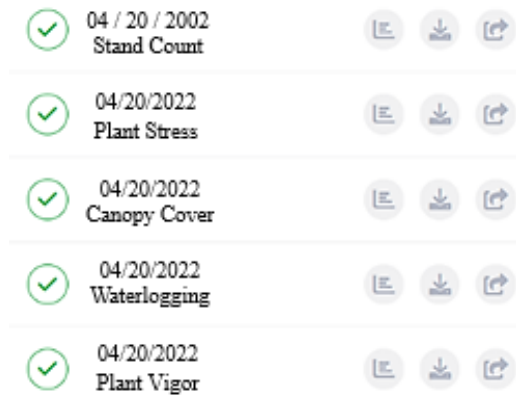 04 / 20 / 2002
Stand Count
04/20/2022
Plant Stress
04/20/2022
Canopy Cover
04/20/2022
Waterlogging
04/20/2022
Plant Vigor